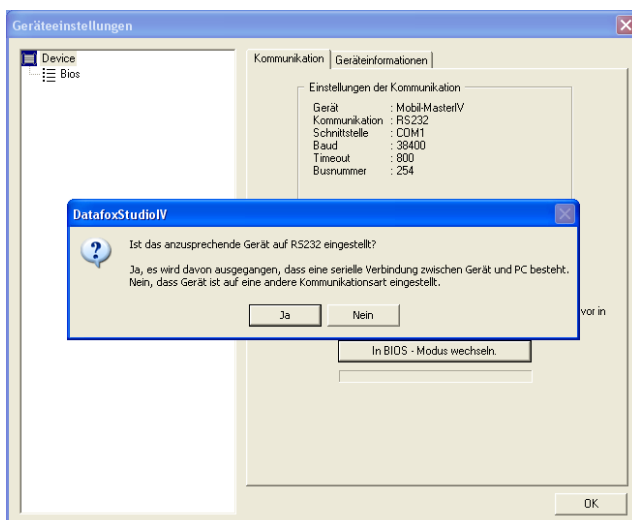 Geräteeinstellungen
Device
Bios
Kommunikation
Geräteinformationen
Einstellungen der Kommunikation
Gerät : Mobil-MasterIV
Kommunikation : RS232
Schnittstelle : COM1
Baud : 38400
Timeout : 800
Busnummer : 254
DatafoxStudioIV
Ist das anzusprechende Gerät auf RS232 eingestellt?
Ja, es wird davon ausgegangen, dass eine serielle Verbindung zwischen Gerät und PC besteht.
Nein, dass Gerät ist auf eine andere Kommunikationsart eingestellt.
Ja
Nein
vor in
In BIOS - Modus wechseln.
OK